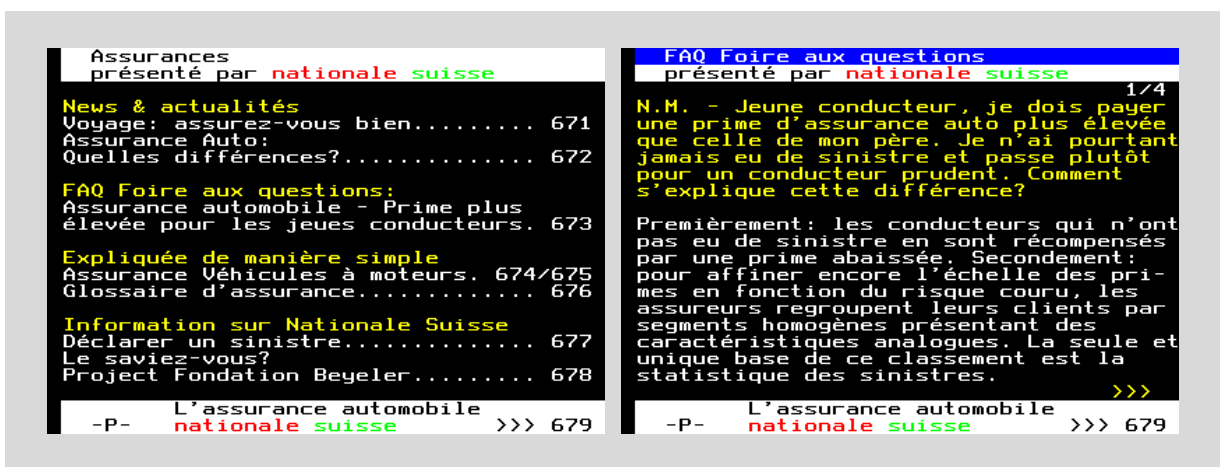 Assurances
présenté par nationale suisse
News & actualités
Voyage: assurez-vous bien......... 671
Assurance Auto:
Quelles différences?.............. 672
FAQ Foire aux questions:
Assurance automobile - Prime plus
élevée pour les jeues conducteurs. 673
Expliquée de manière simple
Assurance Véhicules à moteurs. 674/675
Glossaire d'assurance............. 676
Information sur Nationale Suisse
Déclarer un sinistre.............. 677
Le saviez-vous?
Project Fondation Beyeler......... 678
L'assurance automobile
-P- nationale suisse >>> 679
FAQ Foire aux questions
présenté par nationale suisse
1/4
N.M. - Jeune conducteur, je dois payer
une prime d'assurance auto plus élevée
que celle de mon père. Je n'ai pourtant
jamais eu de sinistre et passe plutôt
pour un conducteur prudent. Comment
s'explique cette différence?
Premièrement: les conducteurs qui n'ont
pas eu de sinistre en sont récompensés
par une prime abaissée. Secondement:
pour affiner encore l'échelle des pri-
mes en fonction du risque couru, les
assureurs regroupent leurs clients par
segments homogènes présentant des
caractéristiques analogues. La seule et
unique base de ce classement est la
statistique des sinistres.
>>>
L'assurance automobile
-P- nationale suisse >>> 679